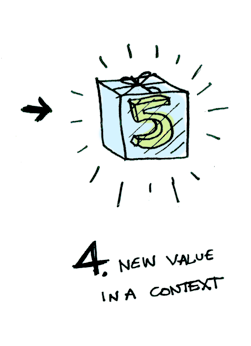 5
4. NEW VALUE
IN A CONTEXT